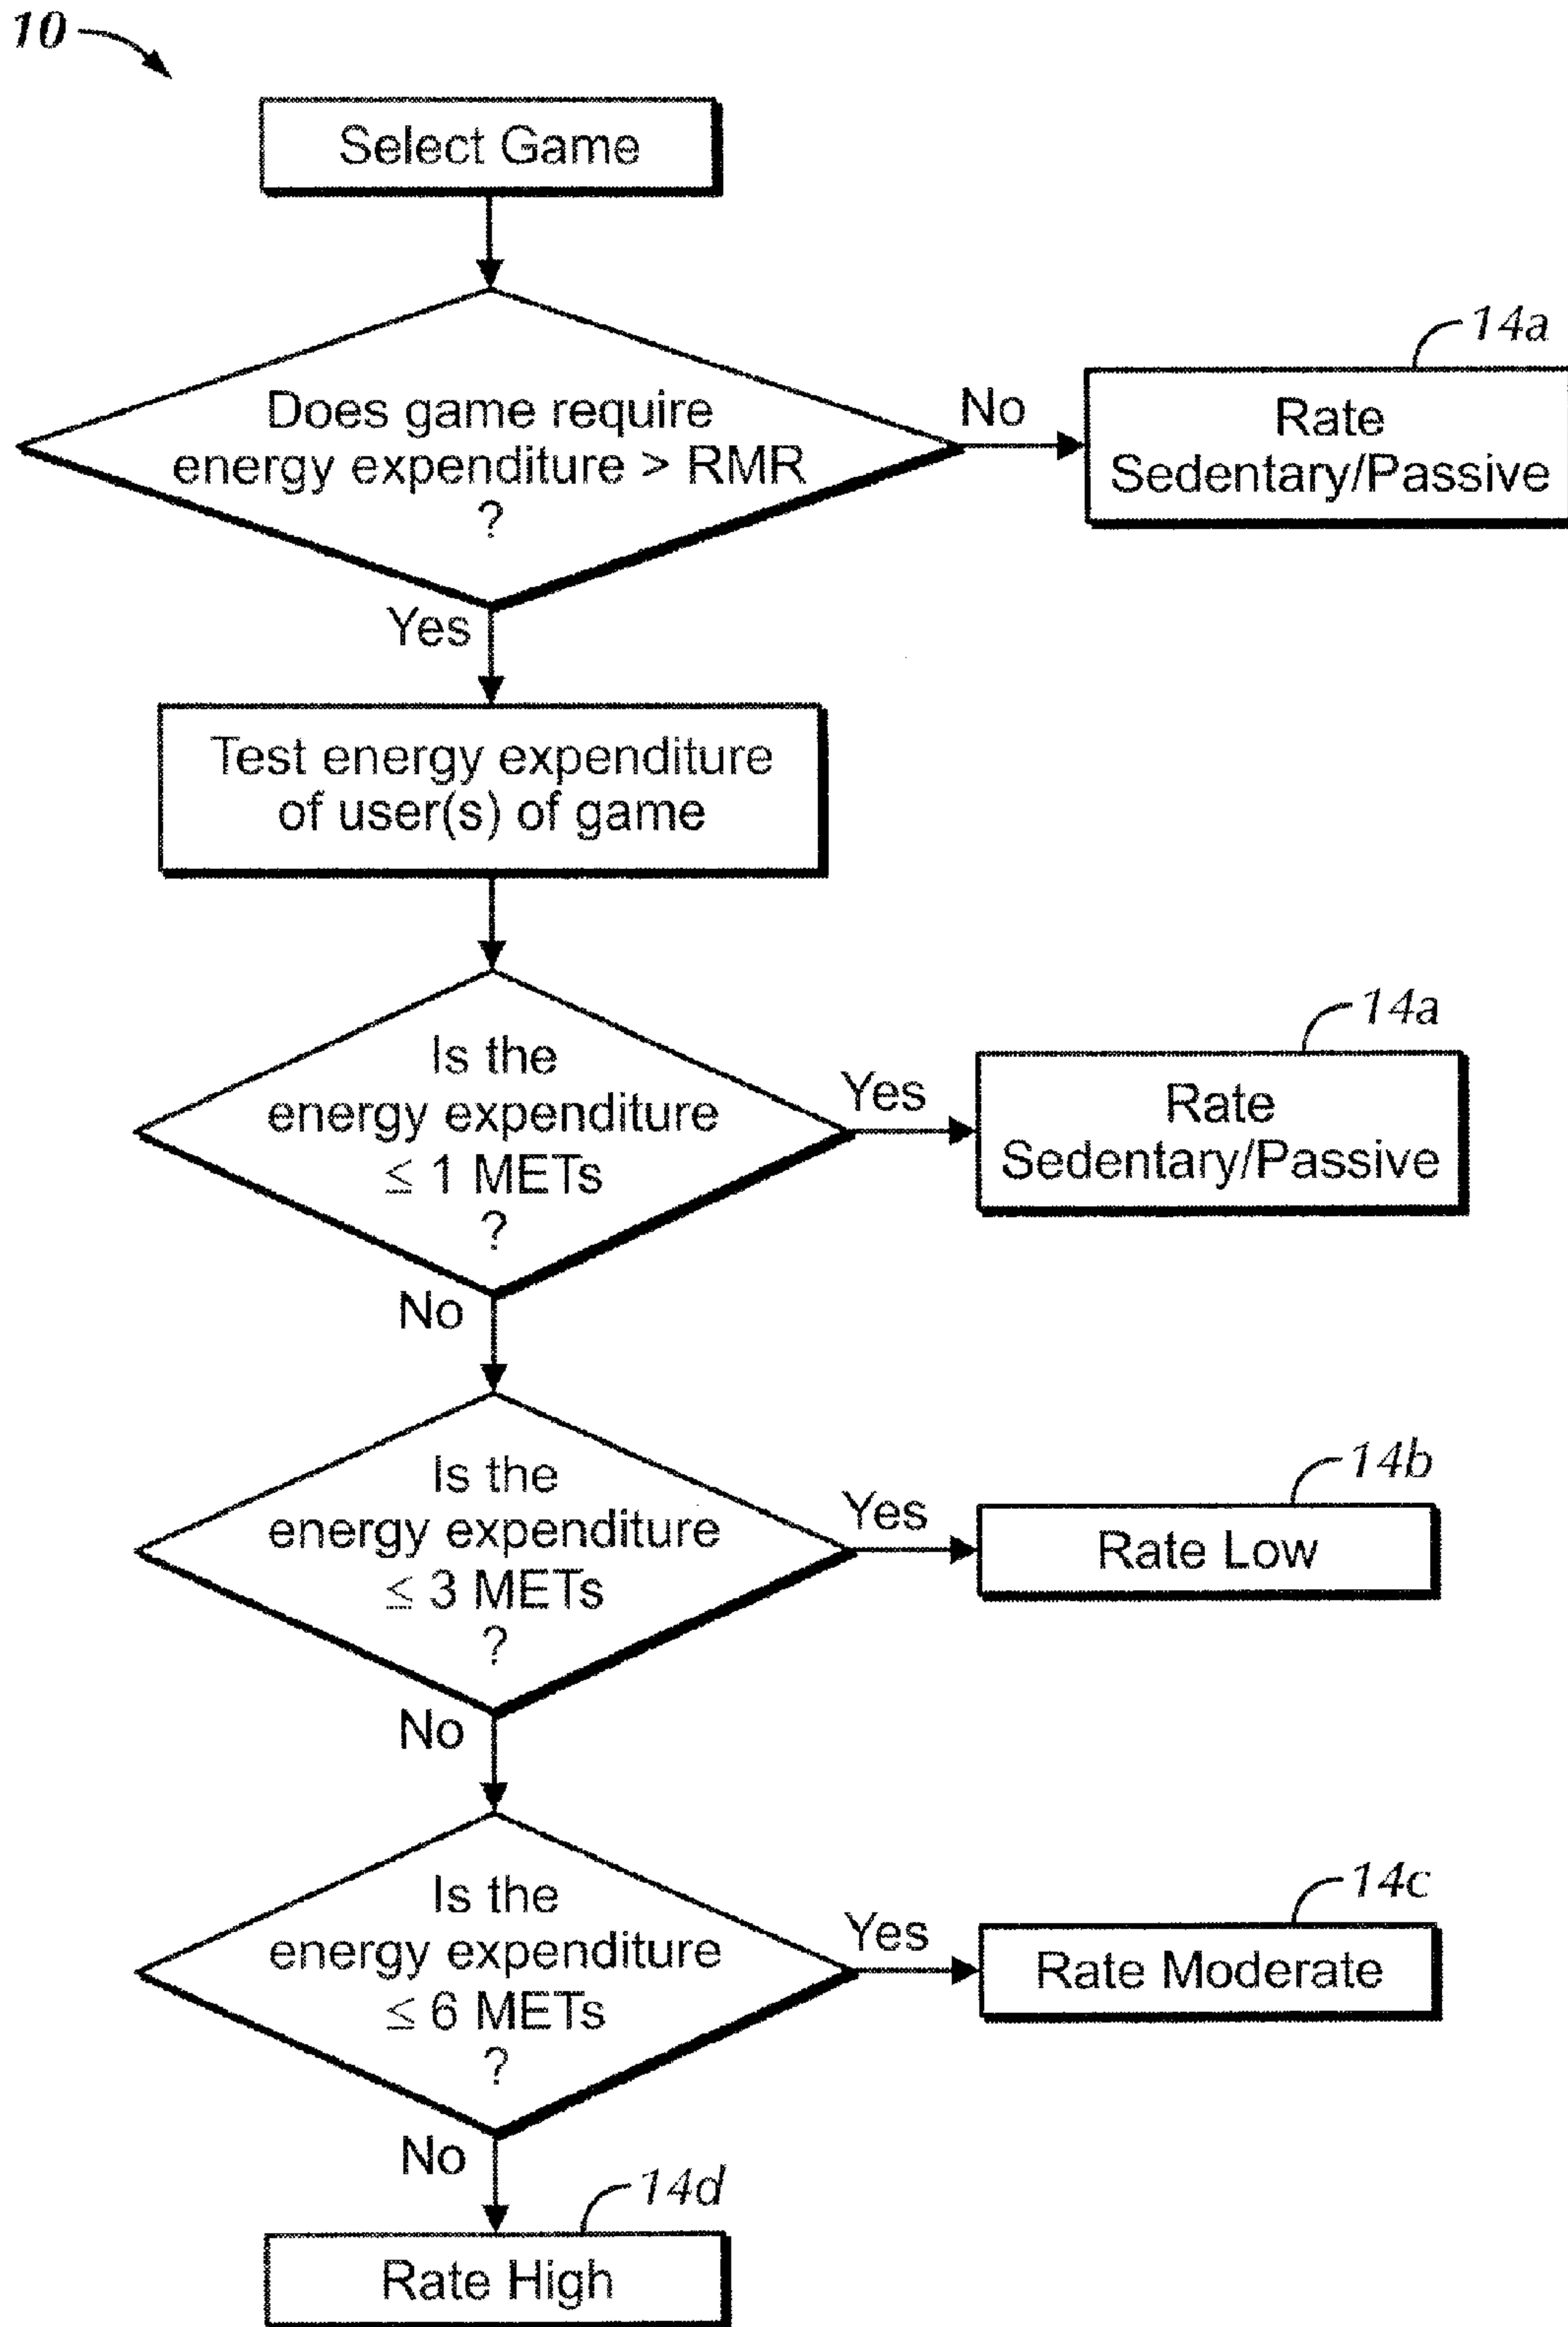 10
Select Game
Does game require
energy expenditure > RMR
?
No
14a
Rate
Sedentary/Passive
Yes
Test energy expenditure
of user(s) of game
Is the
energy expenditure
≤ 1 METs
?
Yes
14a
Rate
Sedentary/Passive
No
Is the
energy expenditure
≤ 3 METs
?
Yes
14b
Rate Low
No
Is the
energy expenditure
≤ 6 METs
?
Yes
14c
Rate Moderate
No
14d
Rate High